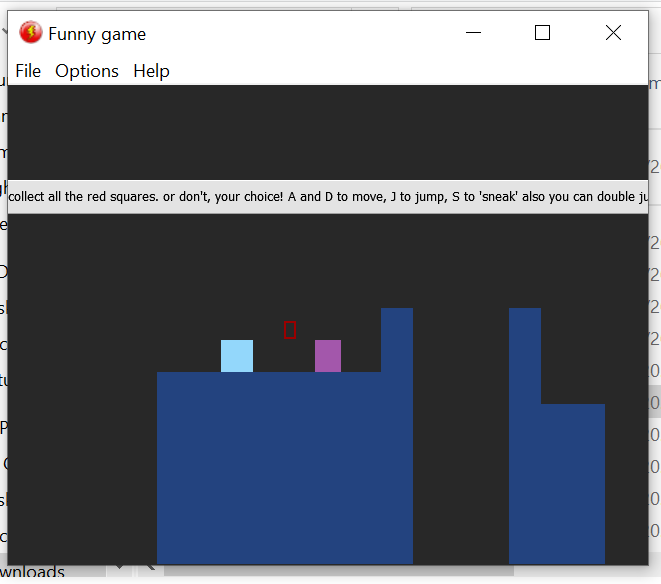 Funny game
File Options Help
collect all the red squares. or don't, your choice! A and D to move, J to jump, S to 'sneak' also you can double ju
wnloads